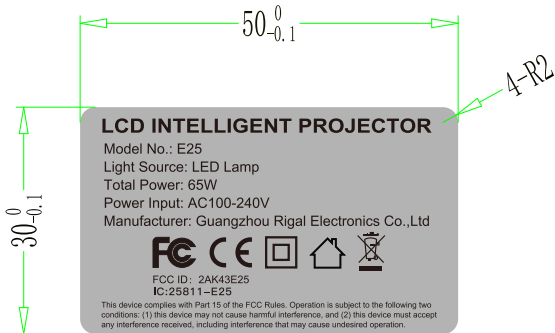 50 0 -0.1
4-R2
30 0 -0.1
LCD INTELLIGENT PROJECTOR
Model No.: E25
Light Source: LED Lamp
Total Power: 65W
Power Input: AC100-240V
Manufacturer: Guangzhou Rigal Electronics Co.,Ltd
FC CE
FCC ID: 2AK43E25
IC:25811-E25
This device complies with Part 15 of the FCC Rules. Operation is subject to the following two
conditions: (1) this device may not cause harmful interference, and (2) this device must accept
any interference received, including interference that may cause undesired operation.